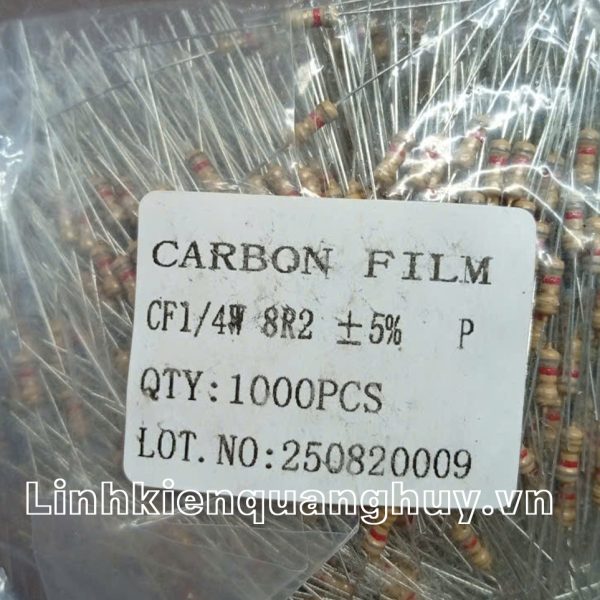 CARBON FILM
CF1/4W 8R2 ±5% P
QTY:1000PCS
LOT.NO:250820009
Linhkienquanghuy.vn